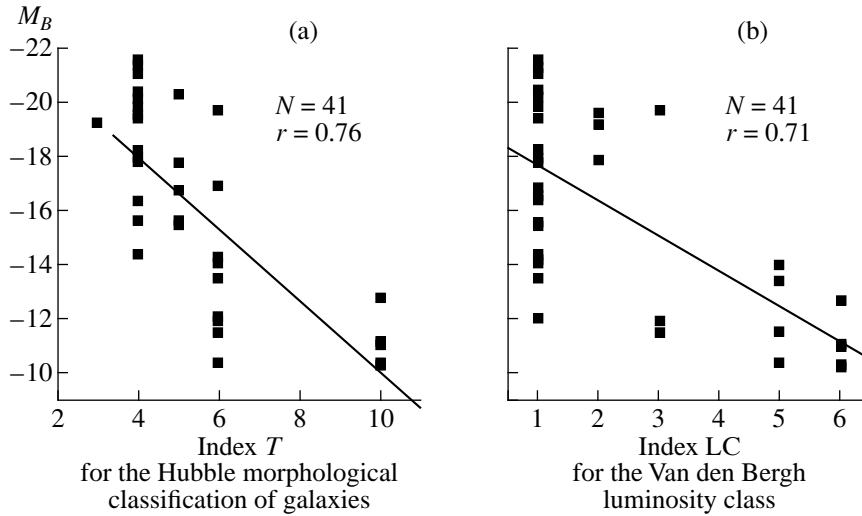 M_B
(a)
(b)
−22
−20
−18
−16
−14
−12
−10
N = 41
r = 0.76
N = 41
r = 0.71
2 4 6 8 10
1 2 3 4 5 6
Index T
for the Hubble morphological
classification of galaxies
Index LC
for the Van den Bergh
luminosity class